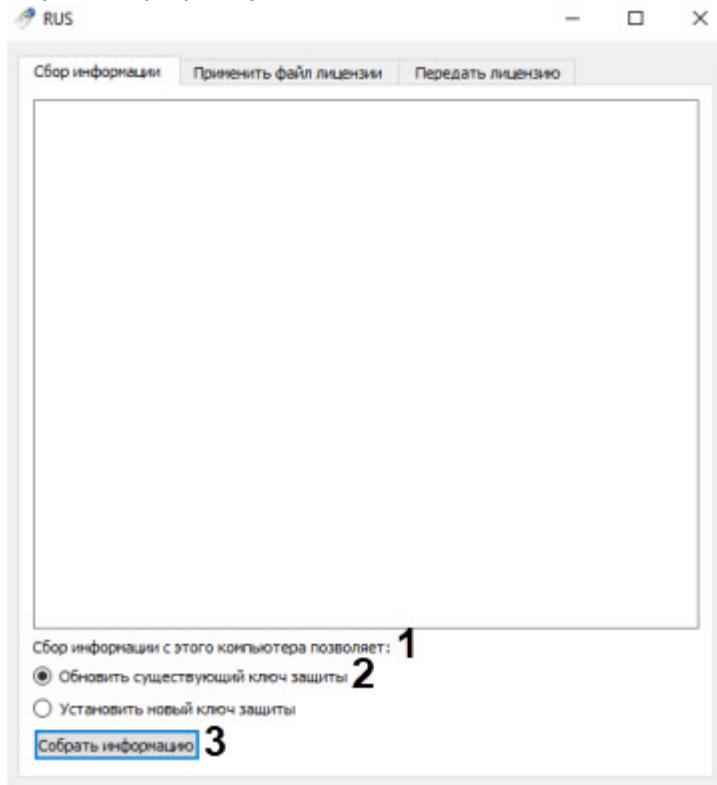 RUS
Сбор информации Применить файл лицензии Передать лицензию
Сбор информации с этого компьютера позволяет: 1
Обновить существующий ключ защиты 2
Установить новый ключ защиты
Собрать информацию 3